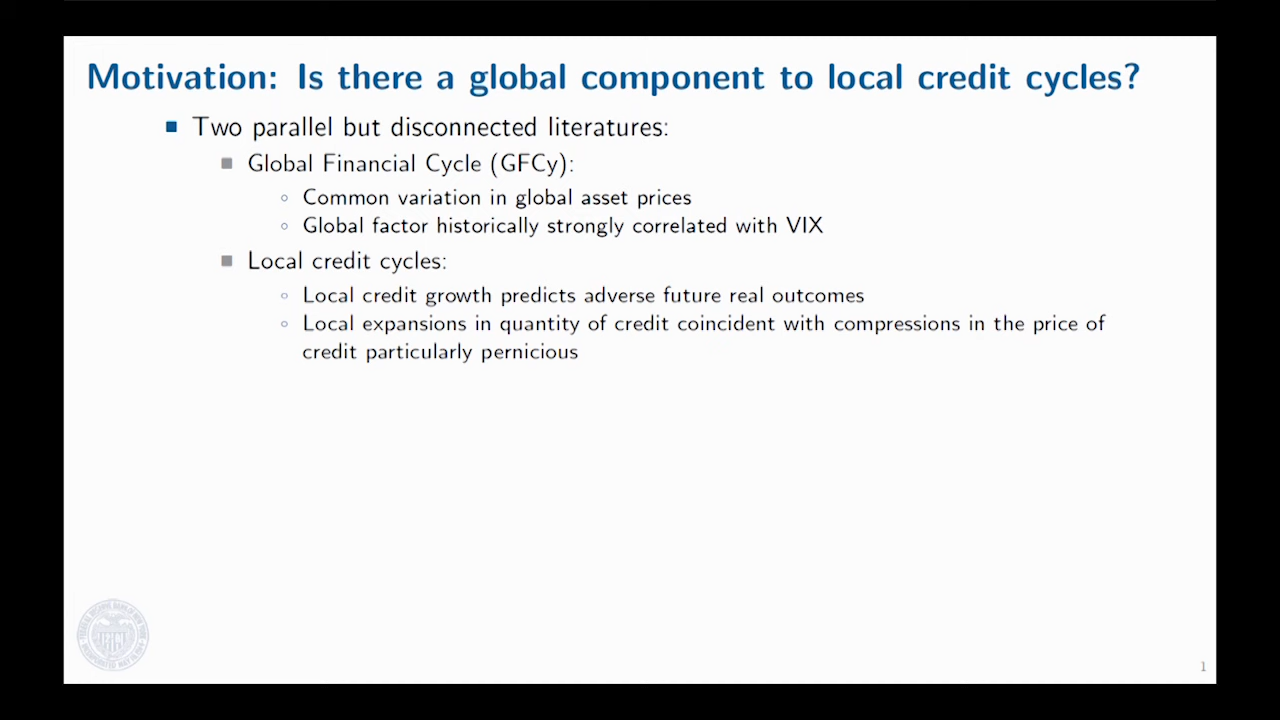 Motivation: Is there a global component to local credit cycles?
Two parallel but disconnected literatures:
Global Financial Cycle (GFCy):
Common variation in global asset prices
Global factor historically strongly correlated with VIX
Local credit cycles:
Local credit growth predicts adverse future real outcomes
Local expansions in quantity of credit coincident with compressions in the price of
credit particularly pernicious
1